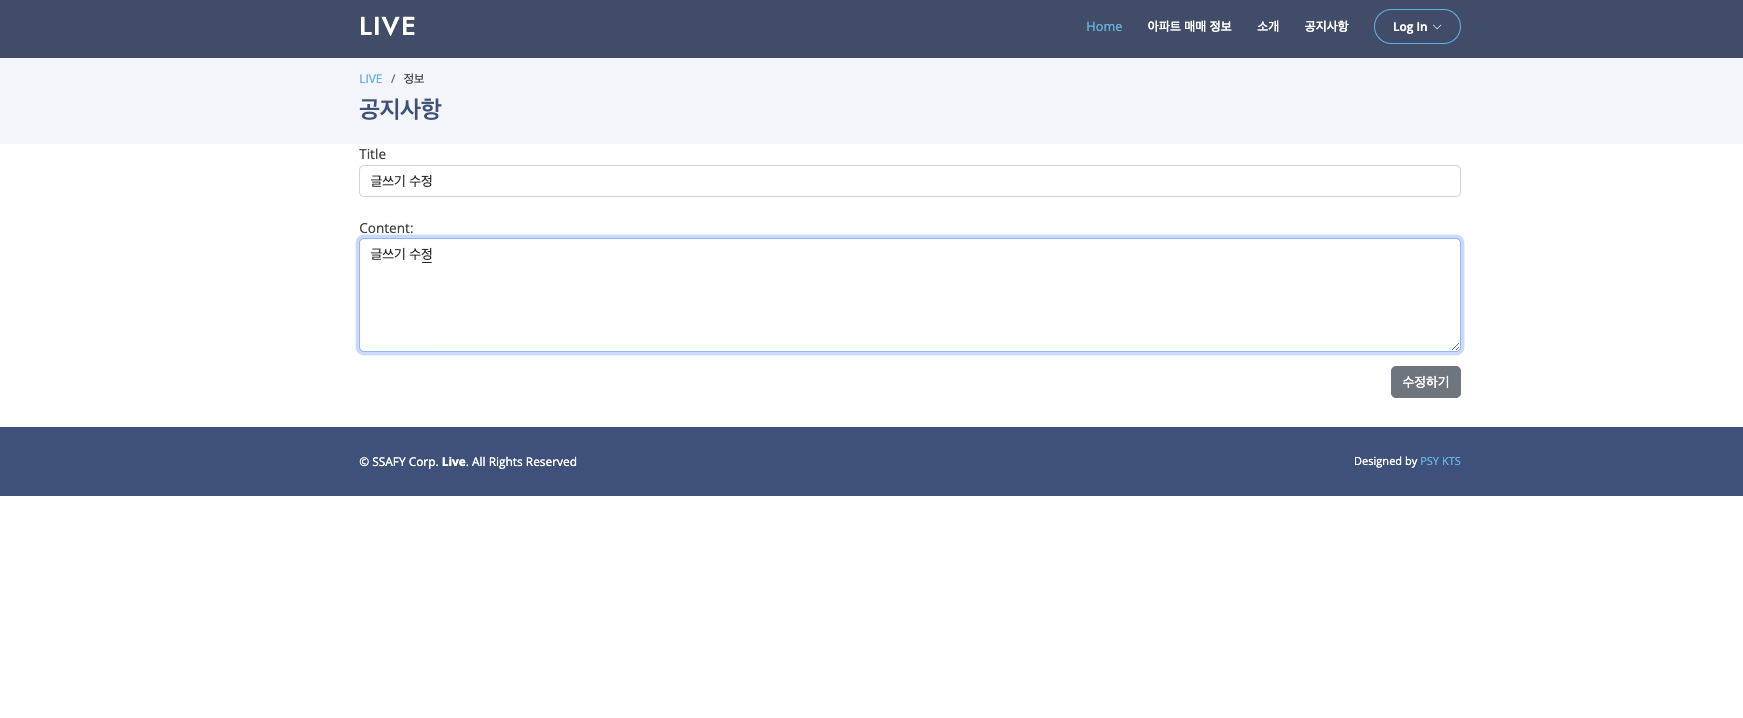 LIVE
Home 아파트 매매 정보 소개 공지사항 Log In
LIVE / 정보
공지사항
Title
글쓰기 수정
Content:
글쓰기 수정
수정하기
© SSAFY Corp. Live. All Rights Reserved
Designed by PSY KTS